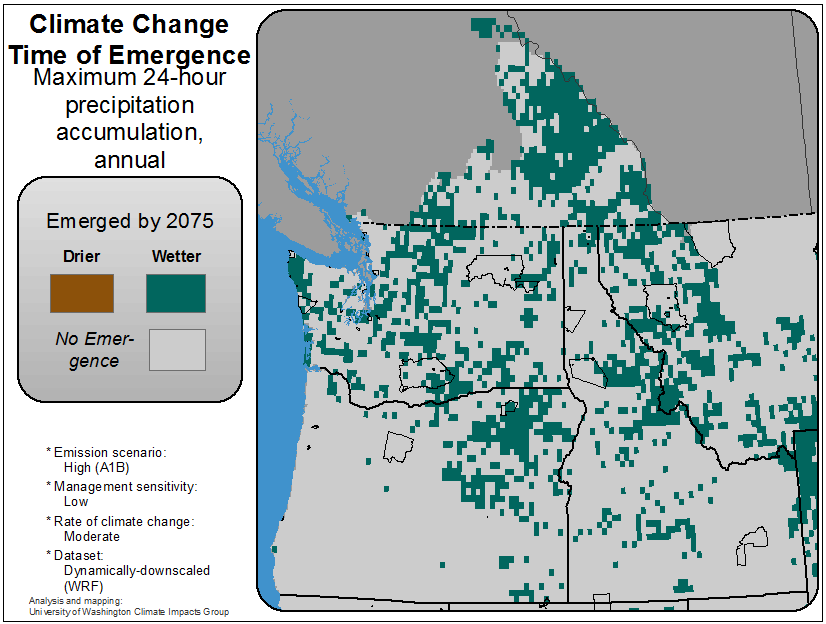 Climate Change
Time of Emergence
Maximum 24-hour
precipitation
accumulation,
annual
Emerged by 2075
Drier Wetter
No Emer-
gence
* Emission scenario:
High (A1B)
* Management sensitivity:
Low
* Rate of climate change:
Moderate
* Dataset:
Dynamically-downscaled
(WRF)
Analysis and mapping:
University of Washington Climate Impacts Group